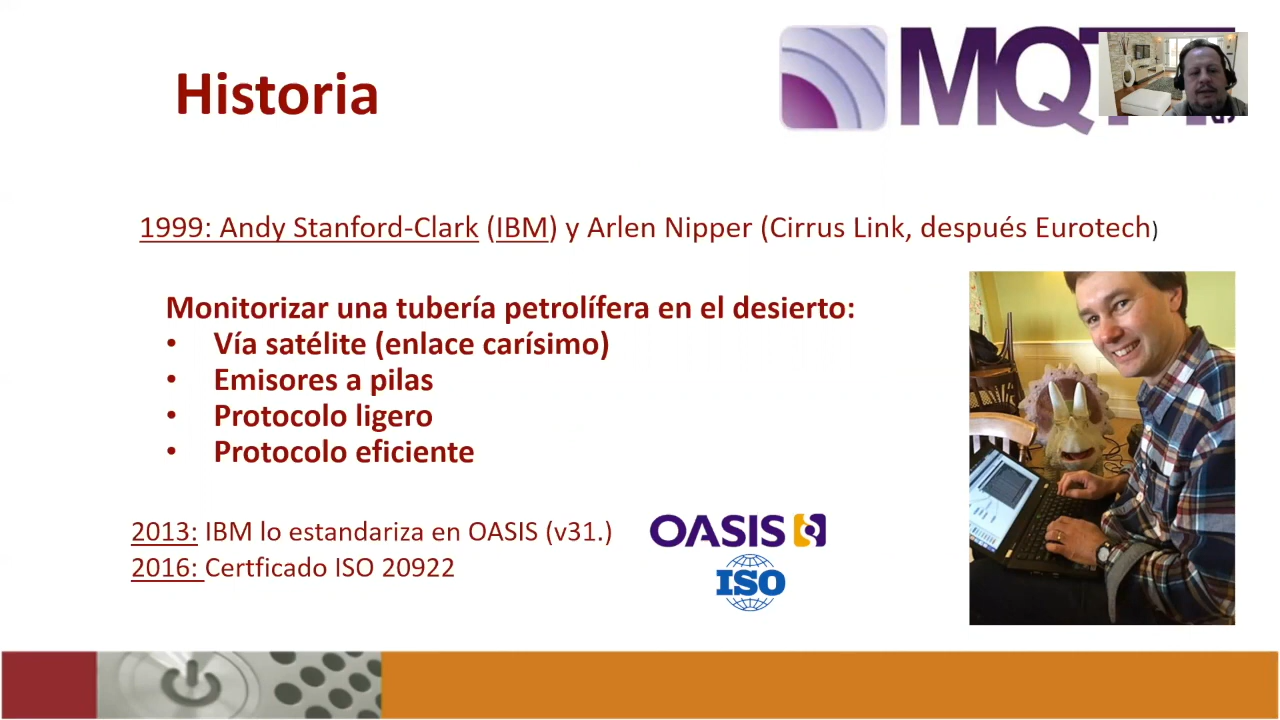 Historia
MQTT
1999: Andy Stanford-Clark (IBM) y Arlen Nipper (Cirrus Link, después Eurotech)
Monitorizar una tubería petrolífera en el desierto:
• Vía satélite (enlace carísimo)
• Emisores a pilas
• Protocolo ligero
• Protocolo eficiente
2013: IBM lo estandariza en OASIS (v31.)
2016: Certficado ISO 20922
OASIS
ISO